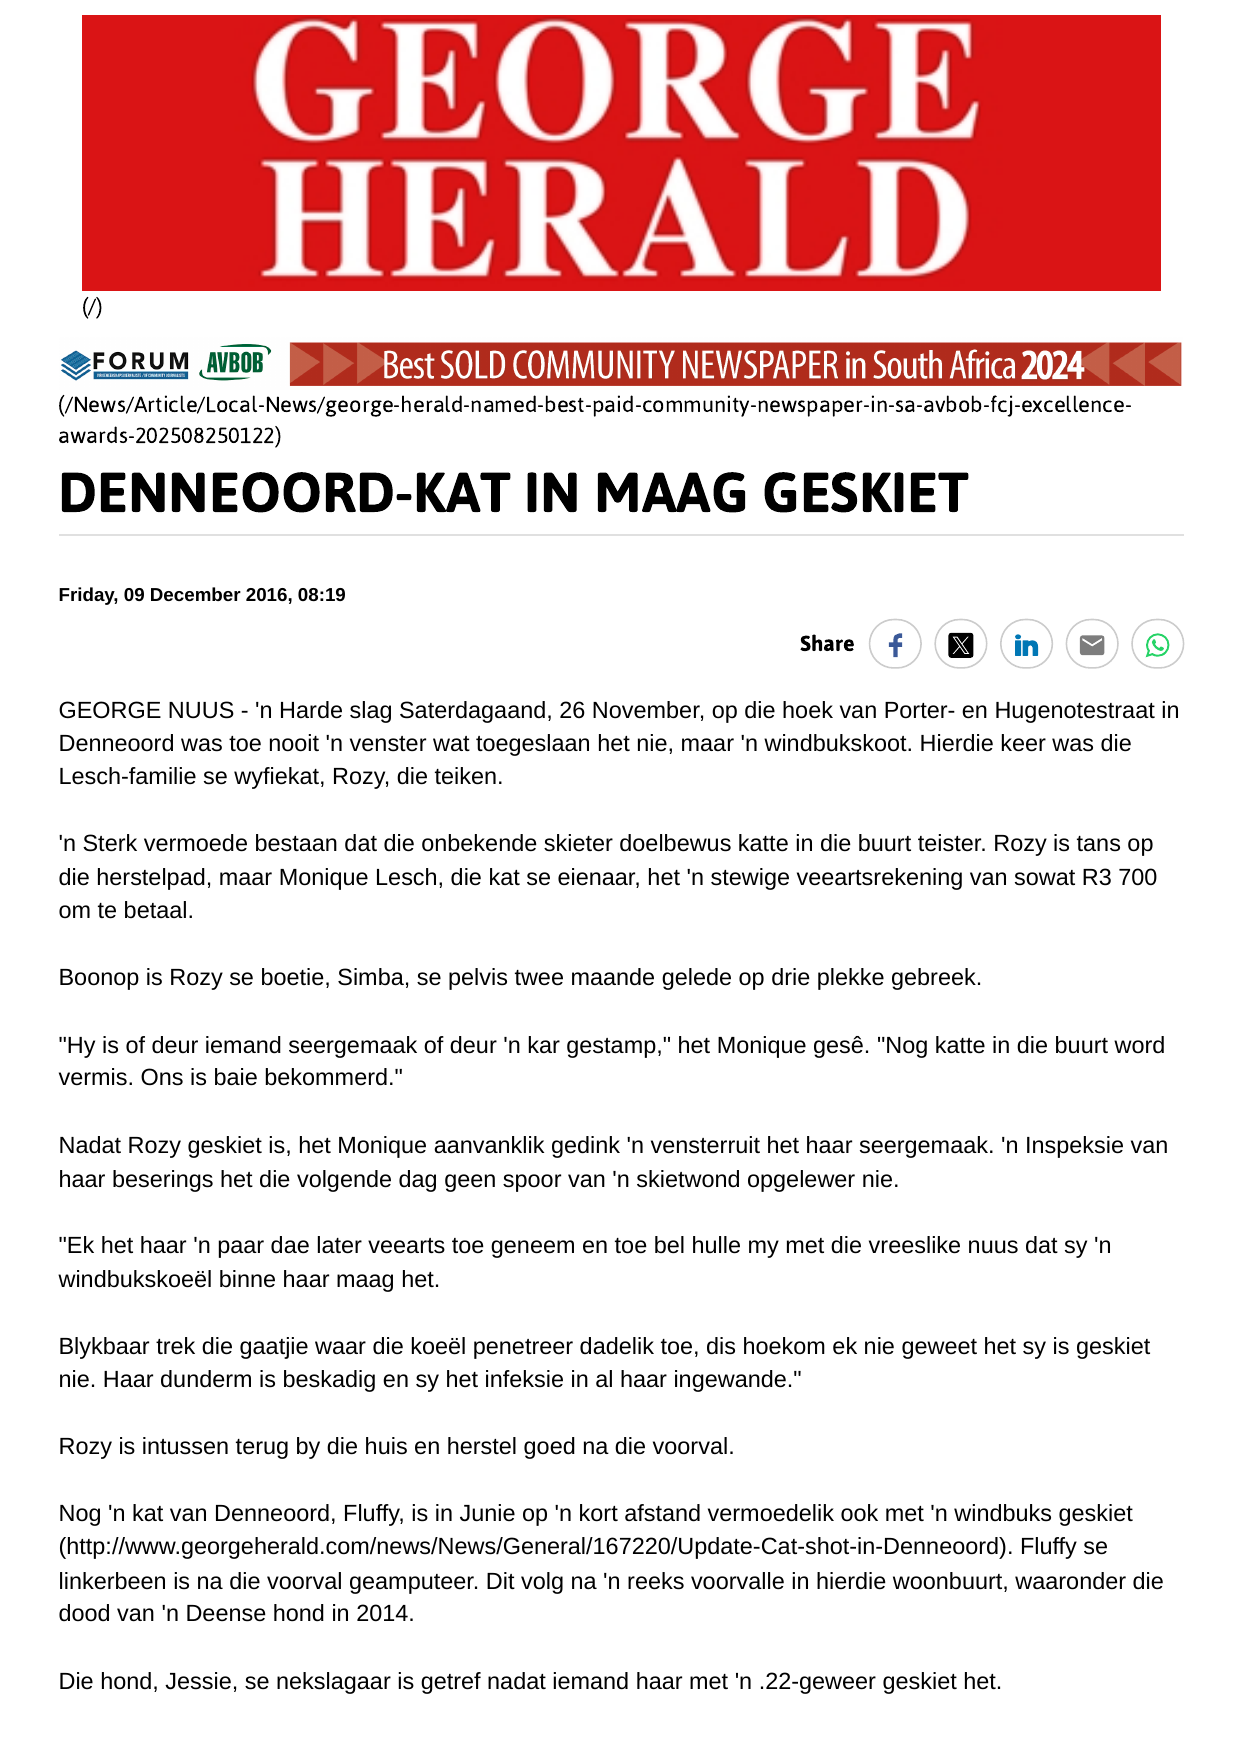 GEORGE
HERALD
(/)
FORUM AVBOB Best SOLD COMMUNITY NEWSPAPER in South Africa 2024
(/News/Article/Local-News/george-herald-named-best-paid-community-newspaper-in-sa-avbob-fcj-excellence-
awards-202508250122)
DENNEOORD-KAT IN MAAG GESKIET
Friday, 09 December 2016, 08:19
Share
GEORGE NUUS - 'n Harde slag Saterdagaand, 26 November, op die hoek van Porter- en Hugenotestraat in
Denneoord was toe nooit 'n venster wat toegeslaan het nie, maar 'n windbukskoot. Hierdie keer was die
Lesch-familie se wyfiekat, Rozy, die teiken.
'n Sterk vermoede bestaan dat die onbekende skieter doelbewus katte in die buurt teister. Rozy is tans op
die herstelpad, maar Monique Lesch, die kat se eienaar, het 'n stewige veeartsrekening van sowat R3 700
om te betaal.
Boonop is Rozy se boetie, Simba, se pelvis twee maande gelede op drie plekke gebreek.
"Hy is of deur iemand seergemaak of deur 'n kar gestamp," het Monique gesê. "Nog katte in die buurt word
vermis. Ons is baie bekommerd."
Nadat Rozy geskiet is, het Monique aanvanklik gedink 'n vensterruit het haar seergemaak. 'n Inspeksie van
haar beserings het die volgende dag geen spoor van 'n skietwond opgelewer nie.
"Ek het haar 'n paar dae later veearts toe geneem en toe bel hulle my met die vreeslike nuus dat sy 'n
windbukskoeël binne haar maag het.
Blykbaar trek die gaatjie waar die koeël penetreer dadelik toe, dis hoekom ek nie geweet het sy is geskiet
nie. Haar dunderm is beskadig en sy het infeksie in al haar ingewande."
Rozy is intussen terug by die huis en herstel goed na die voorval.
Nog 'n kat van Denneoord, Fluffy, is in Junie op 'n kort afstand vermoedelik ook met 'n windbuks geskiet
(http://www.georgeherald.com/news/News/General/167220/Update-Cat-shot-in-Denneoord). Fluffy se
linkerbeen is na die voorval geamputeer. Dit volg na 'n reeks voorvalle in hierdie woonbuurt, waaronder die
dood van 'n Deense hond in 2014.
Die hond, Jessie, se nekslagaar is getref nadat iemand haar met 'n .22-geweer geskiet het.